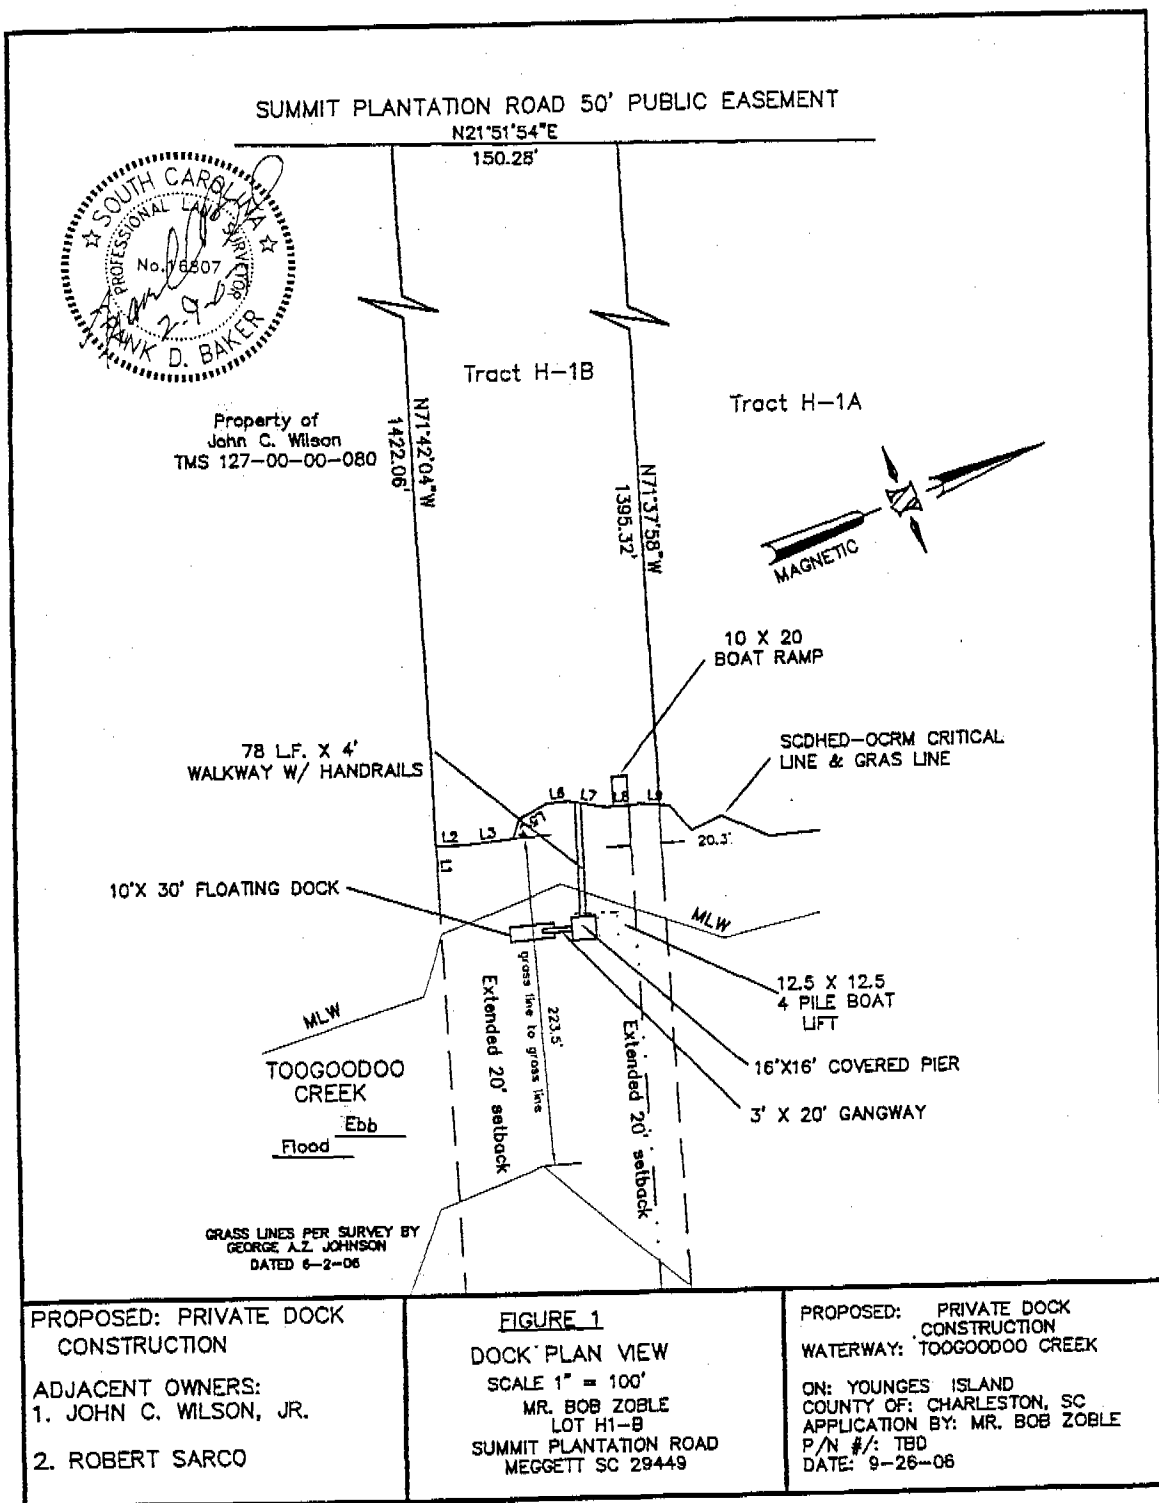 SUMMIT PLANTATION ROAD 50' PUBLIC EASEMENT
N21°51'54"E
150.28'
SOUTH CAROLINA
PROFESSIONAL LAND SURVEYOR
No.16807
FRANK D. BAKER
Tract H-1B
Tract H-1A
Property of
John C. Wilson
TMS 127-00-00-080
N71°42'04"W
1422.06'
N71°37'58"W
1395.32'
MAGNETIC
10 X 20
BOAT RAMP
78 L.F. X 4'
WALKWAY W/ HANDRAILS
SCDHED-OCRM CRITICAL
LINE & GRAS LINE
L6 L7 L8 L9
L5
L2 L3
L1
20.3'
10'X 30' FLOATING DOCK
MLW
MLW
grass line to grass line
223.5'
Extended 20' setback
Extended 20' setback
12.5 X 12.5
4 PILE BOAT
LIFT
16'X16' COVERED PIER
3' X 20' GANGWAY
TOOGOODOO
CREEK
Ebb
Flood
GRASS LINES PER SURVEY BY
GEORGE A.Z. JOHNSON
DATED 6-2-06
PROPOSED: PRIVATE DOCK
CONSTRUCTION
ADJACENT OWNERS:
1. JOHN C. WILSON, JR.
2. ROBERT SARCO
FIGURE 1
DOCK PLAN VIEW
SCALE 1" = 100'
MR. BOB ZOBLE
LOT H1-B
SUMMIT PLANTATION ROAD
MEGGETT SC 29449
PROPOSED: PRIVATE DOCK
CONSTRUCTION
WATERWAY: TOOGOODOO CREEK
ON: YOUNGES ISLAND
COUNTY OF: CHARLESTON, SC
APPLICATION BY: MR. BOB ZOBLE
P/N #/: TBD
DATE: 9-26-06